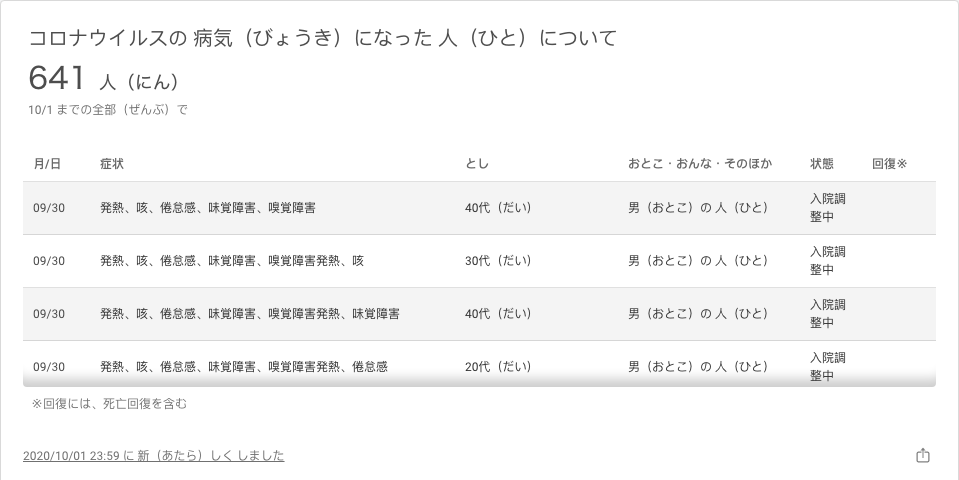 コロナウイルスの 病気（びょうき）になった 人（ひと）について
641 人（にん）
10/1 までの全部（ぜんぶ）で
月/日 症状 とし おとこ・おんな・そのほか 状態 回復※
09/30 発熱、咳、倦怠感、味覚障害、嗅覚障害 40代（だい） 男（おとこ）の 人（ひと） 入院調
整中
09/30 発熱、咳、倦怠感、味覚障害、嗅覚障害発熱、咳 30代（だい） 男（おとこ）の 人（ひと） 入院調
整中
09/30 発熱、咳、倦怠感、味覚障害、嗅覚障害発熱、味覚障害 40代（だい） 男（おとこ）の 人（ひと） 入院調
整中
09/30 発熱、咳、倦怠感、味覚障害、嗅覚障害発熱、倦怠感 20代（だい） 男（おとこ）の 人（ひと） 入院調
整中
※回復には、死亡回復を含む
2020/10/01 23:59 に 新（あたら）しく しました